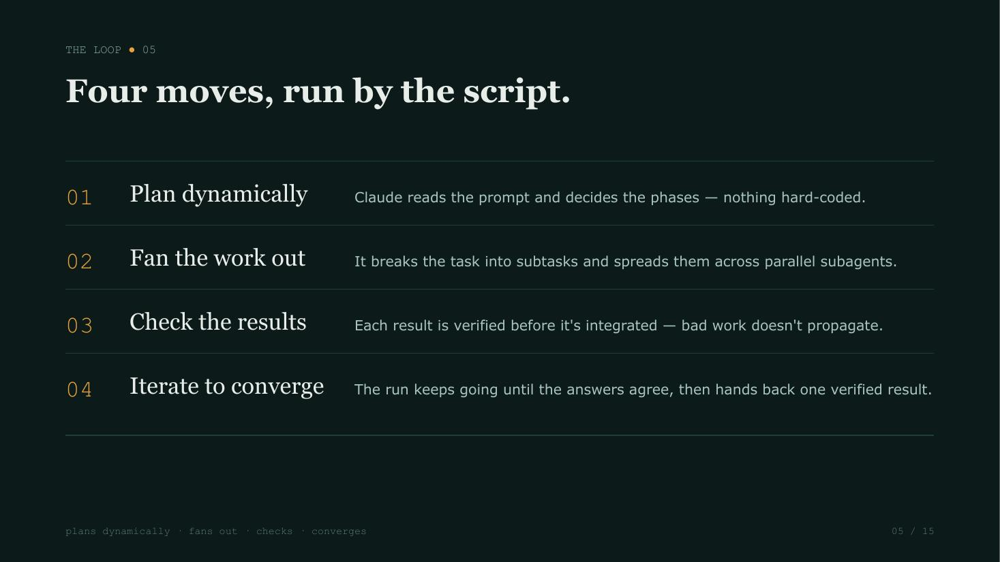 THE LOOP ● 05
Four moves, run by the script.
01 Plan dynamically Claude reads the prompt and decides the phases — nothing hard-coded.
02 Fan the work out It breaks the task into subtasks and spreads them across parallel subagents.
03 Check the results Each result is verified before it's integrated — bad work doesn't propagate.
04 Iterate to converge The run keeps going until the answers agree, then hands back one verified result.
plans dynamically · fans out · checks · converges 05 / 15